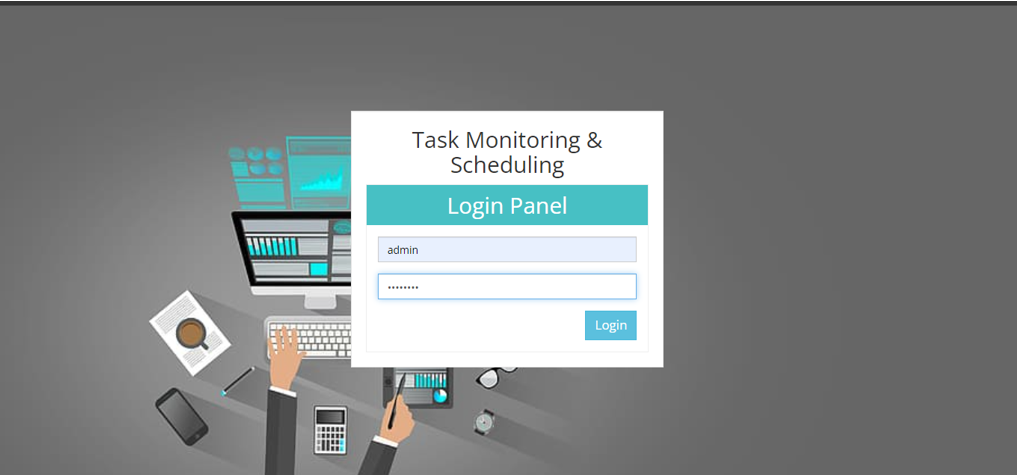 Task Monitoring &
Scheduling
Login Panel
admin
••••••••
Login